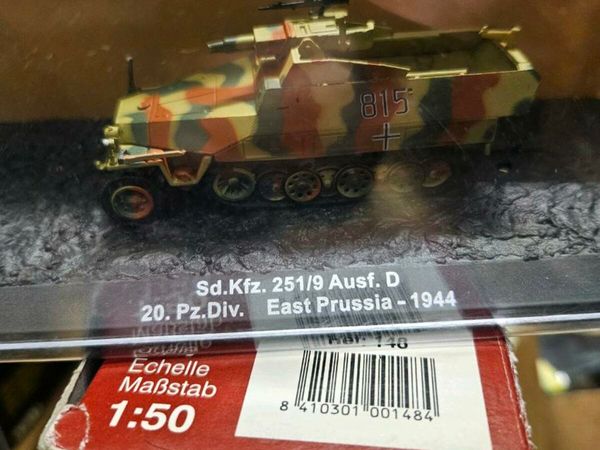 815
Sd.Kfz. 251/9 Ausf. D
20. Pz.Div. East Prussia - 1944
Echelle
Maßstab
1:50
8 410301 001484